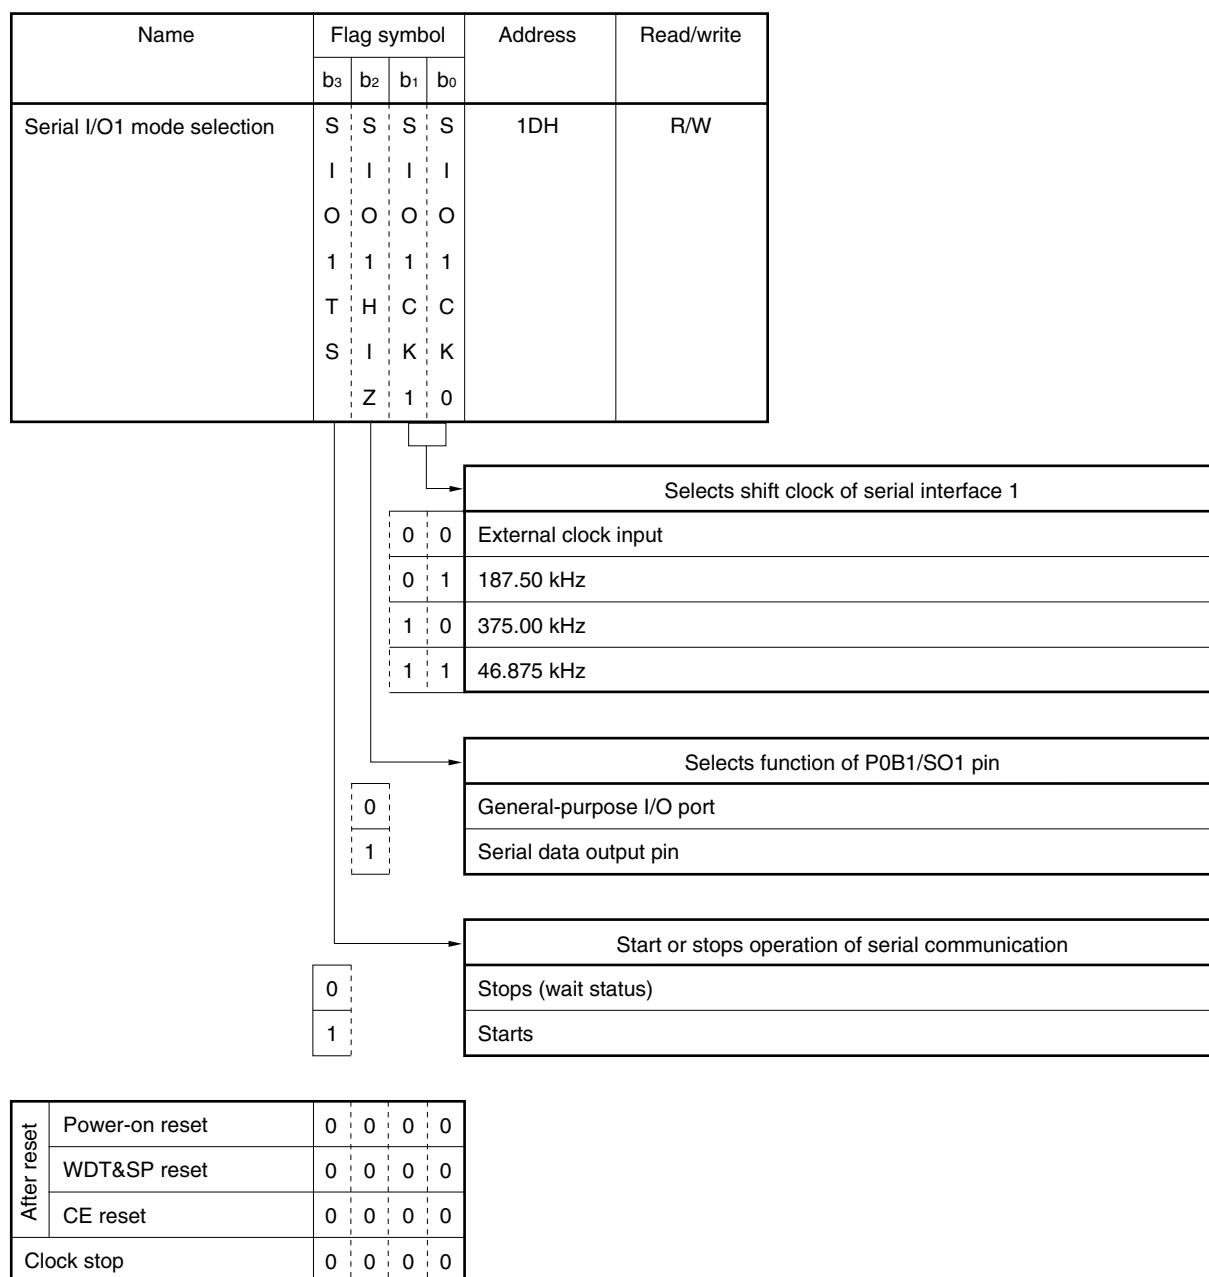 Name Flag symbol Address Read/write
b3 b2 b1 b0
Serial I/O1 mode selection S S S S 1DH R/W
I I I I
O O O O
1 1 1 1
T H C C
S I K K
Z 1 0
Selects shift clock of serial interface 1
0 0 External clock input
0 1 187.50 kHz
1 0 375.00 kHz
1 1 46.875 kHz
Selects function of P0B1/SO1 pin
0 General-purpose I/O port
1 Serial data output pin
Start or stops operation of serial communication
0 Stops (wait status)
1 Starts
After reset
Power-on reset 0 0 0 0
WDT&SP reset 0 0 0 0
CE reset 0 0 0 0
Clock stop 0 0 0 0